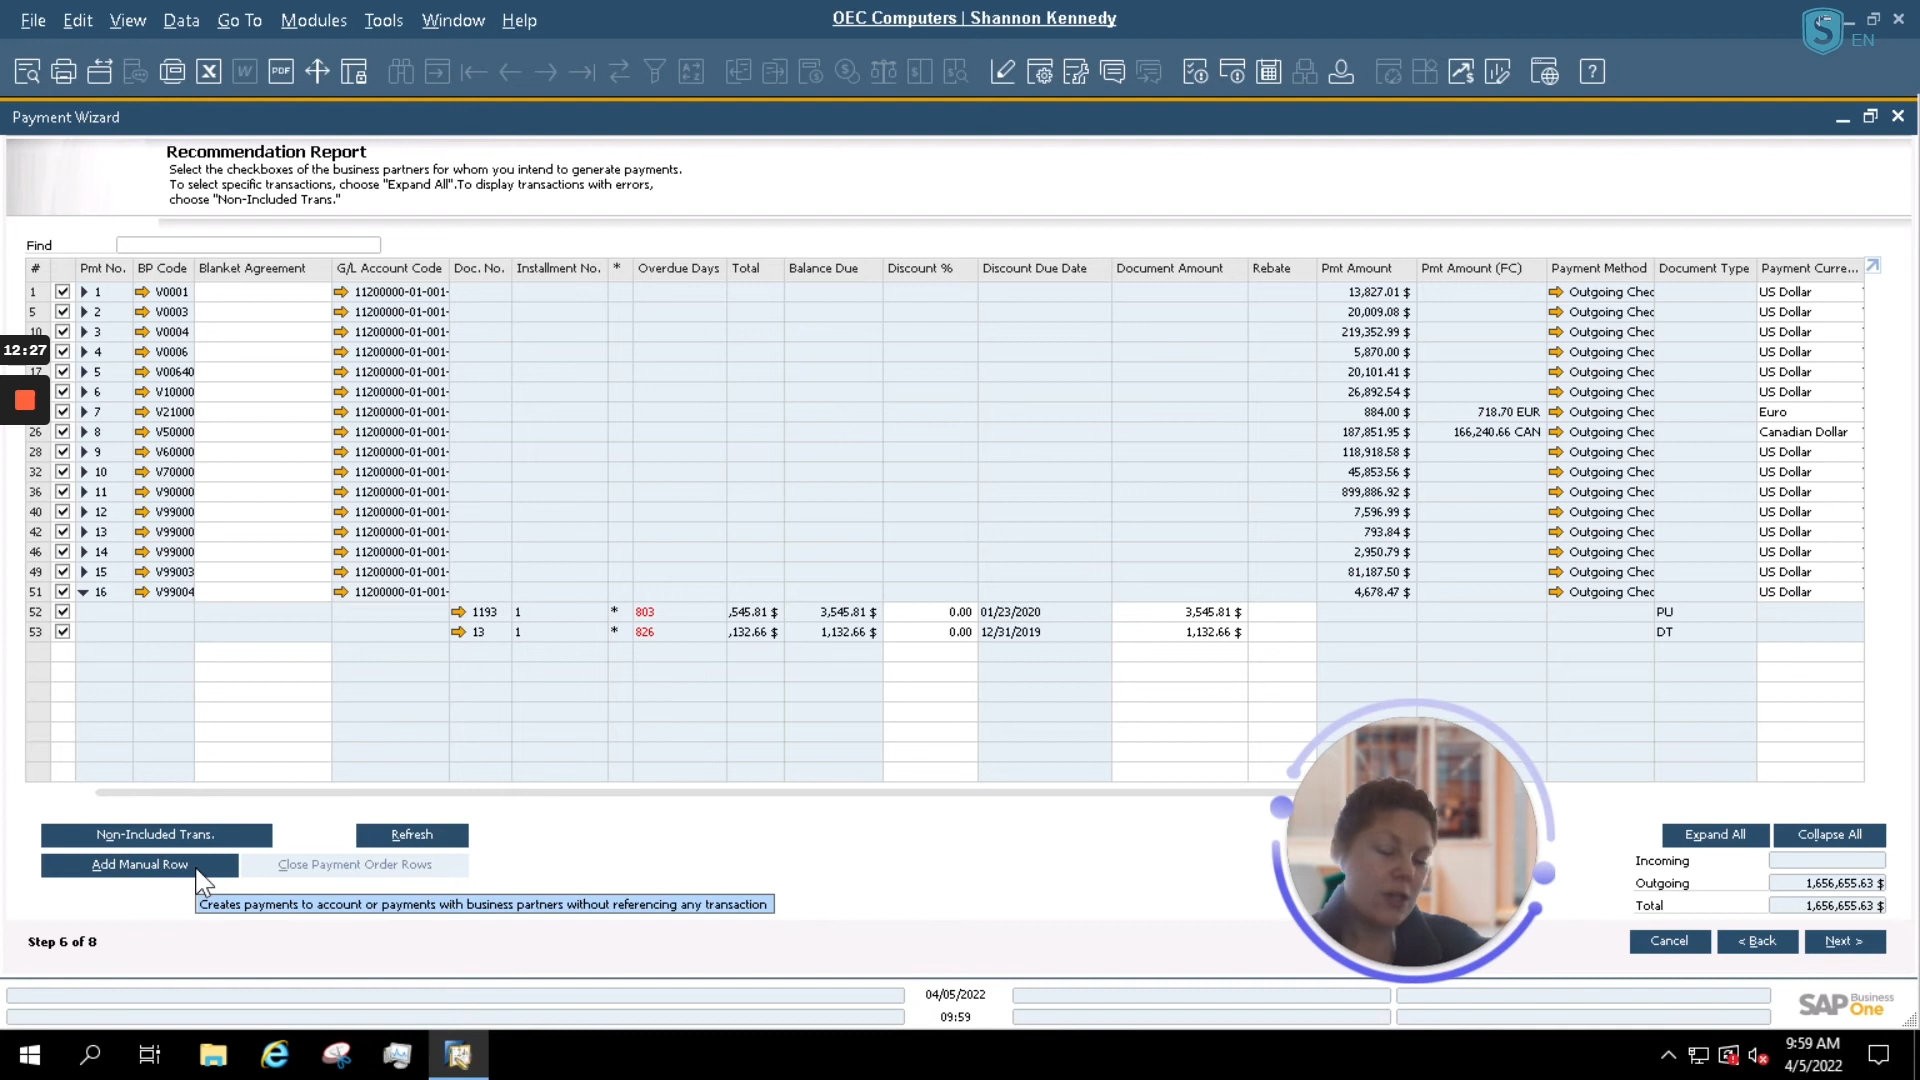 File Edit View Data Go To Modules Tools Window Help
OEC Computers | Shannon Kennedy
EN
Payment Wizard
Recommendation Report
Select the checkboxes of the business partners for whom you intend to generate payments.
To select specific transactions, choose "Expand All".To display transactions with errors,
choose "Non-Included Trans."
Find
# Pmt No. BP Code Blanket Agreement G/L Account Code Doc. No. Installment No. * Overdue Days Total Balance Due Discount % Discount Due Date Document Amount Rebate Pmt Amount Pmt Amount (FC) Payment Method Document Type Payment Curre...
1 1 V0001 11200000-01-001- 13,827.01 $ Outgoing Chec US Dollar
5 2 V0003 11200000-01-001- 20,009.08 $ Outgoing Chec US Dollar
10 3 V0004 11200000-01-001- 219,352.99 $ Outgoing Chec US Dollar
12:27
4 V0006 11200000-01-001- 5,870.00 $ Outgoing Chec US Dollar
17 5 V00640 11200000-01-001- 20,101.41 $ Outgoing Chec US Dollar
6 V10000 11200000-01-001- 26,892.54 $ Outgoing Chec US Dollar
7 V21000 11200000-01-001- 884.00 $ 718.70 EUR Outgoing Chec Euro
26 8 V50000 11200000-01-001- 187,851.95 $ 166,240.66 CAN Outgoing Chec Canadian Dollar
28 9 V60000 11200000-01-001- 118,918.58 $ Outgoing Chec US Dollar
32 10 V70000 11200000-01-001- 45,853.56 $ Outgoing Chec US Dollar
36 11 V90000 11200000-01-001- 899,886.92 $ Outgoing Chec US Dollar
40 12 V99000 11200000-01-001- 7,596.99 $ Outgoing Chec US Dollar
42 13 V99000 11200000-01-001- 793.84 $ Outgoing Chec US Dollar
46 14 V99000 11200000-01-001- 2,950.79 $ Outgoing Chec US Dollar
49 15 V99003 11200000-01-001- 81,187.50 $ Outgoing Chec US Dollar
51 16 V99004 11200000-01-001- 4,678.47 $ Outgoing Chec US Dollar
52 1193 1 * 803 ,545.81 $ 3,545.81 $ 0.00 01/23/2020 3,545.81 $ PU
53 13 1 * 826 ,132.66 $ 1,132.66 $ 0.00 12/31/2019 1,132.66 $ DT
Non-Included Trans. Refresh Expand All Collapse All
Add Manual Row Close Payment Order Rows
Incoming
Outgoing 1,656,655.63 $
Creates payments to account or payments with business partners without referencing any transaction
Total 1,656,655.63 $
Step 6 of 8
Cancel < Back Next >
04/05/2022
09:59
SAP Business One
9:59 AM
4/5/2022